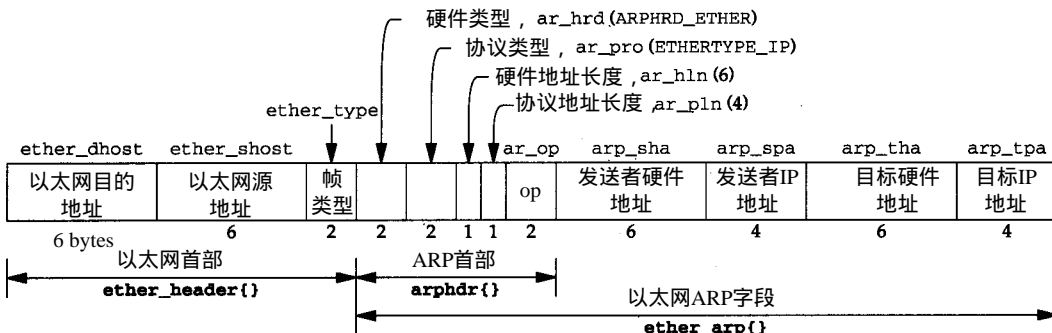 硬件类型, ar_hrd(ARPHRD_ETHER)
协议类型, ar_pro(ETHERTYPE_IP)
硬件地址长度,ar_hln(6)
协议地址长度,ar_pln(4)
ether_type
ether_dhost ether_shost ar_op arp_sha arp_spa arp_tha arp_tpa
以太网目的 以太网源 帧 发送者硬件 发送者IP 目标硬件 目标IP
地址 地址 类型 op 地址 地址 地址 地址
6 bytes 6 2 2 2 1 1 2 6 4 6 4
以太网首部 ARP首部
ether_header{} arphdr{}
以太网ARP字段
ether_arp{}